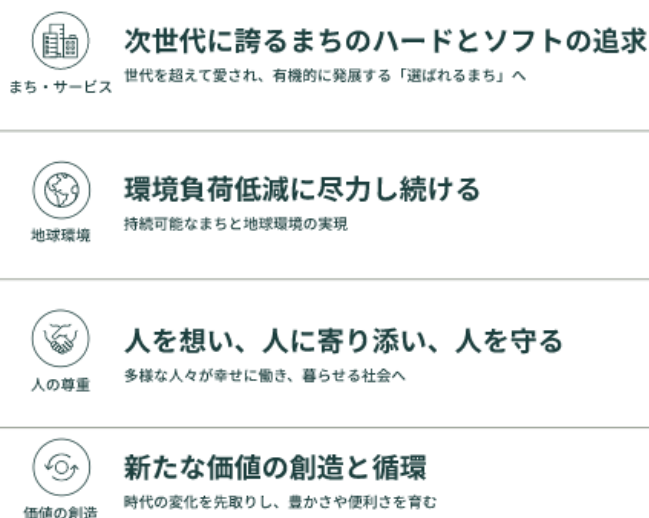 次世代に誇るまちのハードとソフトの追求
世代を超えて愛され、有機的に発展する「選ばれるまち」へ
まち・サービス
環境負荷低減に尽力し続ける
持続可能なまちと地球環境の実現
地球環境
人を想い、人に寄り添い、人を守る
多様な人々が幸せに働き、暮らせる社会へ
人の尊重
新たな価値の創造と循環
時代の変化を先取りし、豊かさや便利さを育む
価値の創造